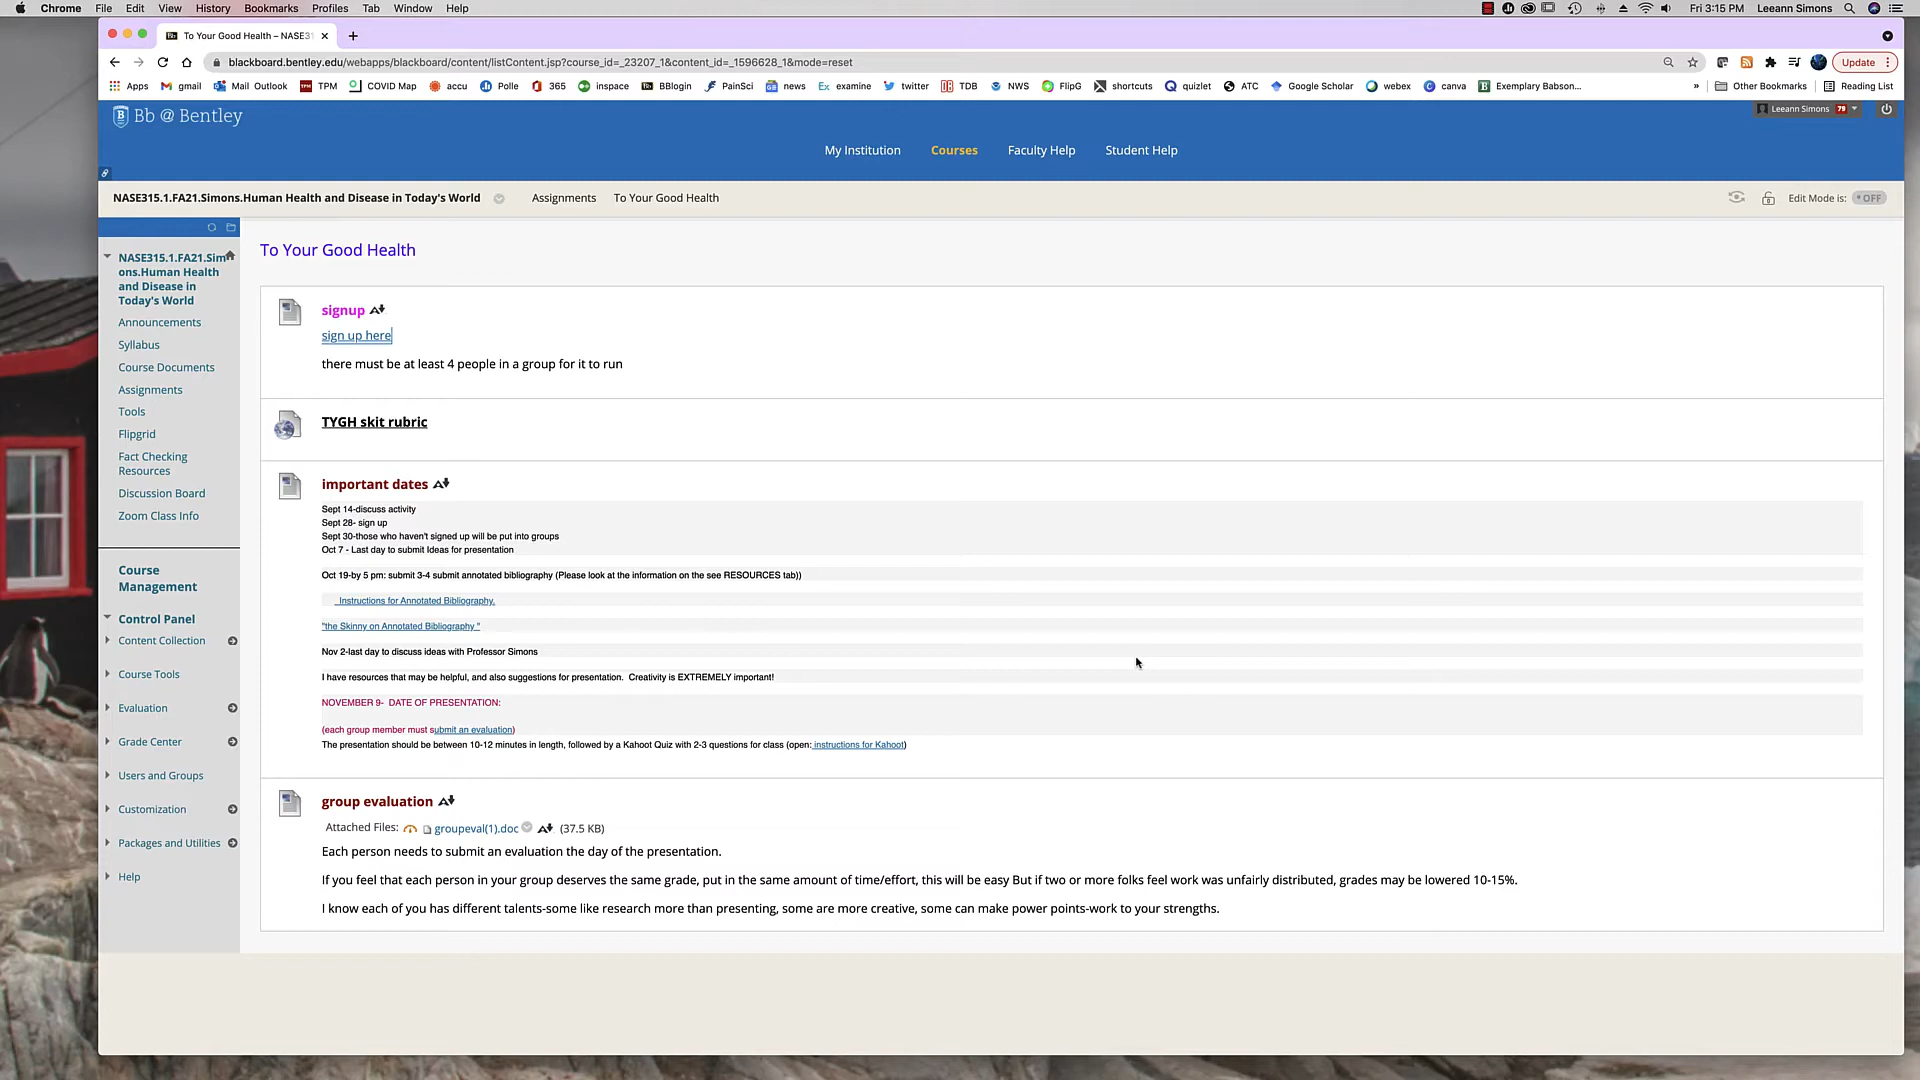 Chrome File Edit View History Bookmarks Profiles Tab Window Help Fri 3:15 PM Leeann Simons
To Your Good Health – NASE31
blackboard.bentley.edu/webapps/blackboard/content/listContent.jsp?course_id=_23207_1&content_id=_1596628_1&mode=reset Update
Apps gmail Mail Outlook TPM COVID Map accu Polle 365 inspace BBlogin PainSci news examine twitter TDB NWS FlipG shortcuts quizlet ATC Google Scholar webex canva Exemplary Babson... » Other Bookmarks Reading List
Bb @ Bentley
Leeann Simons 79
My Institution Courses Faculty Help Student Help
NASE315.1.FA21.Simons.Human Health and Disease in Today's World Assignments To Your Good Health Edit Mode is: OFF
NASE315.1.FA21.Sim
ons.Human Health
and Disease in
Today's World
Announcements
Syllabus
Course Documents
Assignments
Tools
Flipgrid
Fact Checking
Resources
Discussion Board
Zoom Class Info
Course
Management
Control Panel
Content Collection
Course Tools
Evaluation
Grade Center
Users and Groups
Customization
Packages and Utilities
Help
To Your Good Health
signup
sign up here
there must be at least 4 people in a group for it to run
TYGH skit rubric
important dates
Sept 14-discuss activity
Sept 28- sign up
Sept 30-those who haven't signed up will be put into groups
Oct 7 - Last day to submit Ideas for presentation
Oct 19-by 5 pm: submit 3-4 submit annotated bibliography (Please look at the information on the see RESOURCES tab))
Instructions for Annotated Bibliography.
"the Skinny on Annotated Bibliography "
Nov 2-last day to discuss ideas with Professor Simons
I have resources that may be helpful, and also suggestions for presentation. Creativity is EXTREMELY important!
NOVEMBER 9- DATE OF PRESENTATION:
(each group member must submit an evaluation)
The presentation should be between 10-12 minutes in length, followed by a Kahoot Quiz with 2-3 questions for class (open: instructions for Kahoot)
group evaluation
Attached Files: groupeval(1).doc (37.5 KB)
Each person needs to submit an evaluation the day of the presentation.
If you feel that each person in your group deserves the same grade, put in the same amount of time/effort, this will be easy But if two or more folks feel work was unfairly distributed, grades may be lowered 10-15%.
I know each of you has different talents-some like research more than presenting, some are more creative, some can make power points-work to your strengths.